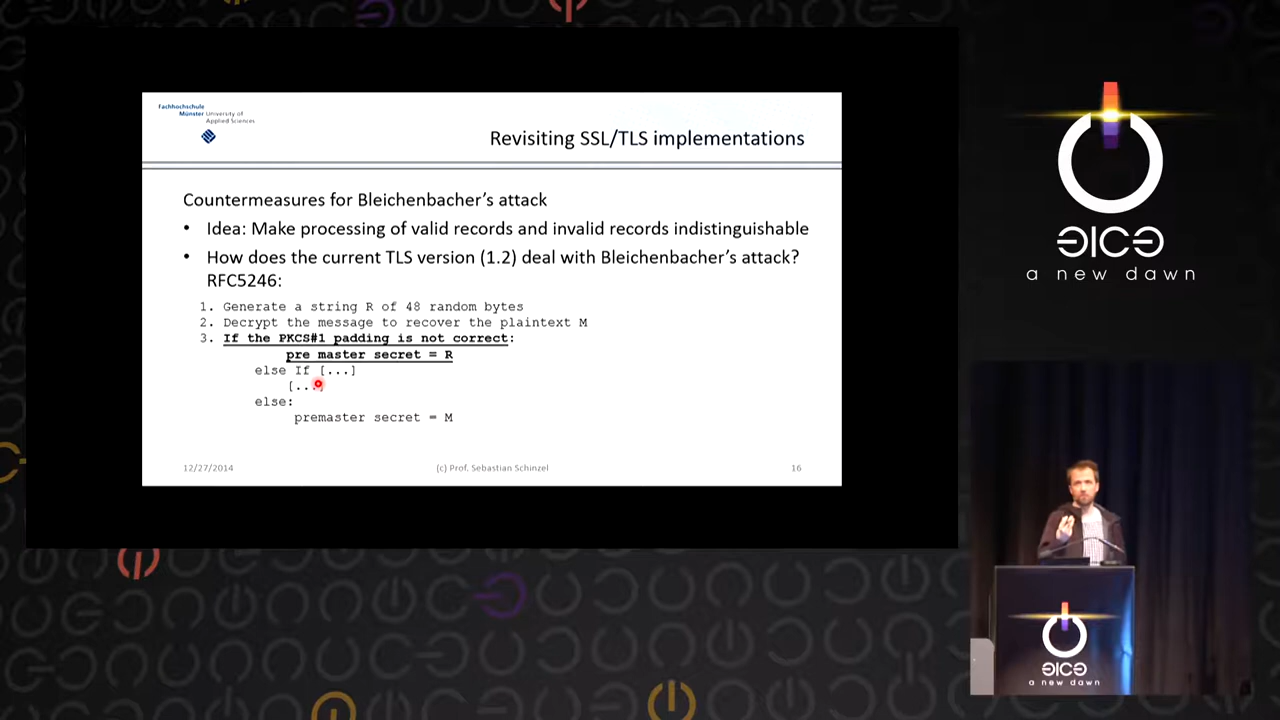 Fachhochschule
Münster University of
Applied Sciences
Revisiting SSL/TLS implementations
Countermeasures for Bleichenbacher's attack
• Idea: Make processing of valid records and invalid records indistinguishable
• How does the current TLS version (1.2) deal with Bleichenbacher's attack?
RFC5246:
1. Generate a string R of 48 random bytes
2. Decrypt the message to recover the plaintext M
3. If the PKCS#1 padding is not correct:
pre master secret = R
else If [...]
[...]
else:
premaster secret = M
12/27/2014
(c) Prof. Sebastian Schinzel
16
a new dawn
a new dawn